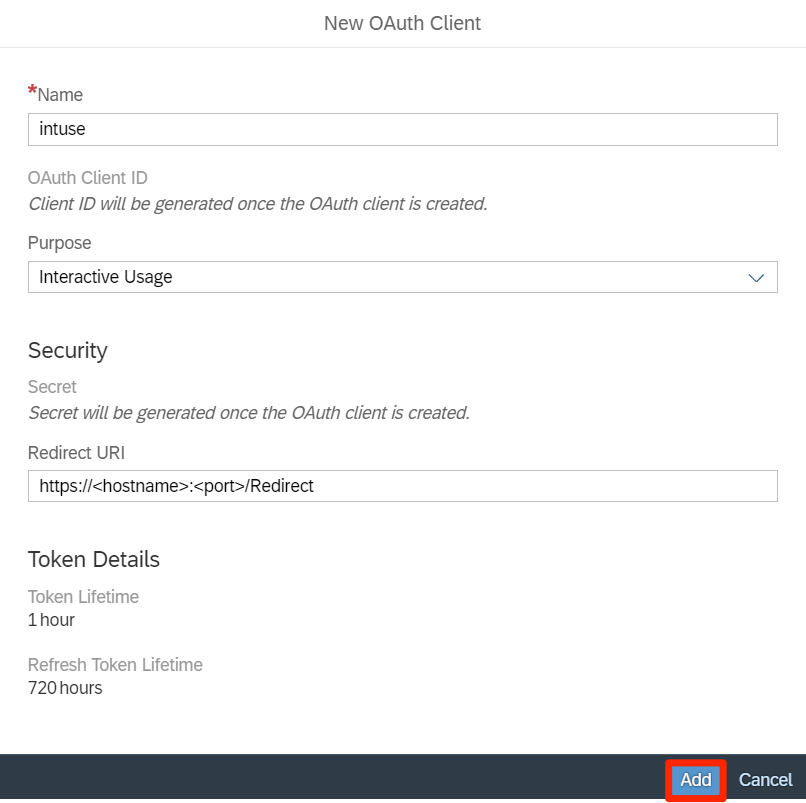 New OAuth Client
*Name
intuse
OAuth Client ID
Client ID will be generated once the OAuth client is created.
Purpose
Interactive Usage
Security
Secret
Secret will be generated once the OAuth client is created.
Redirect URI
https://<hostname>:<port>/Redirect
Token Details
Token Lifetime
1 hour
Refresh Token Lifetime
720 hours
Add Cancel